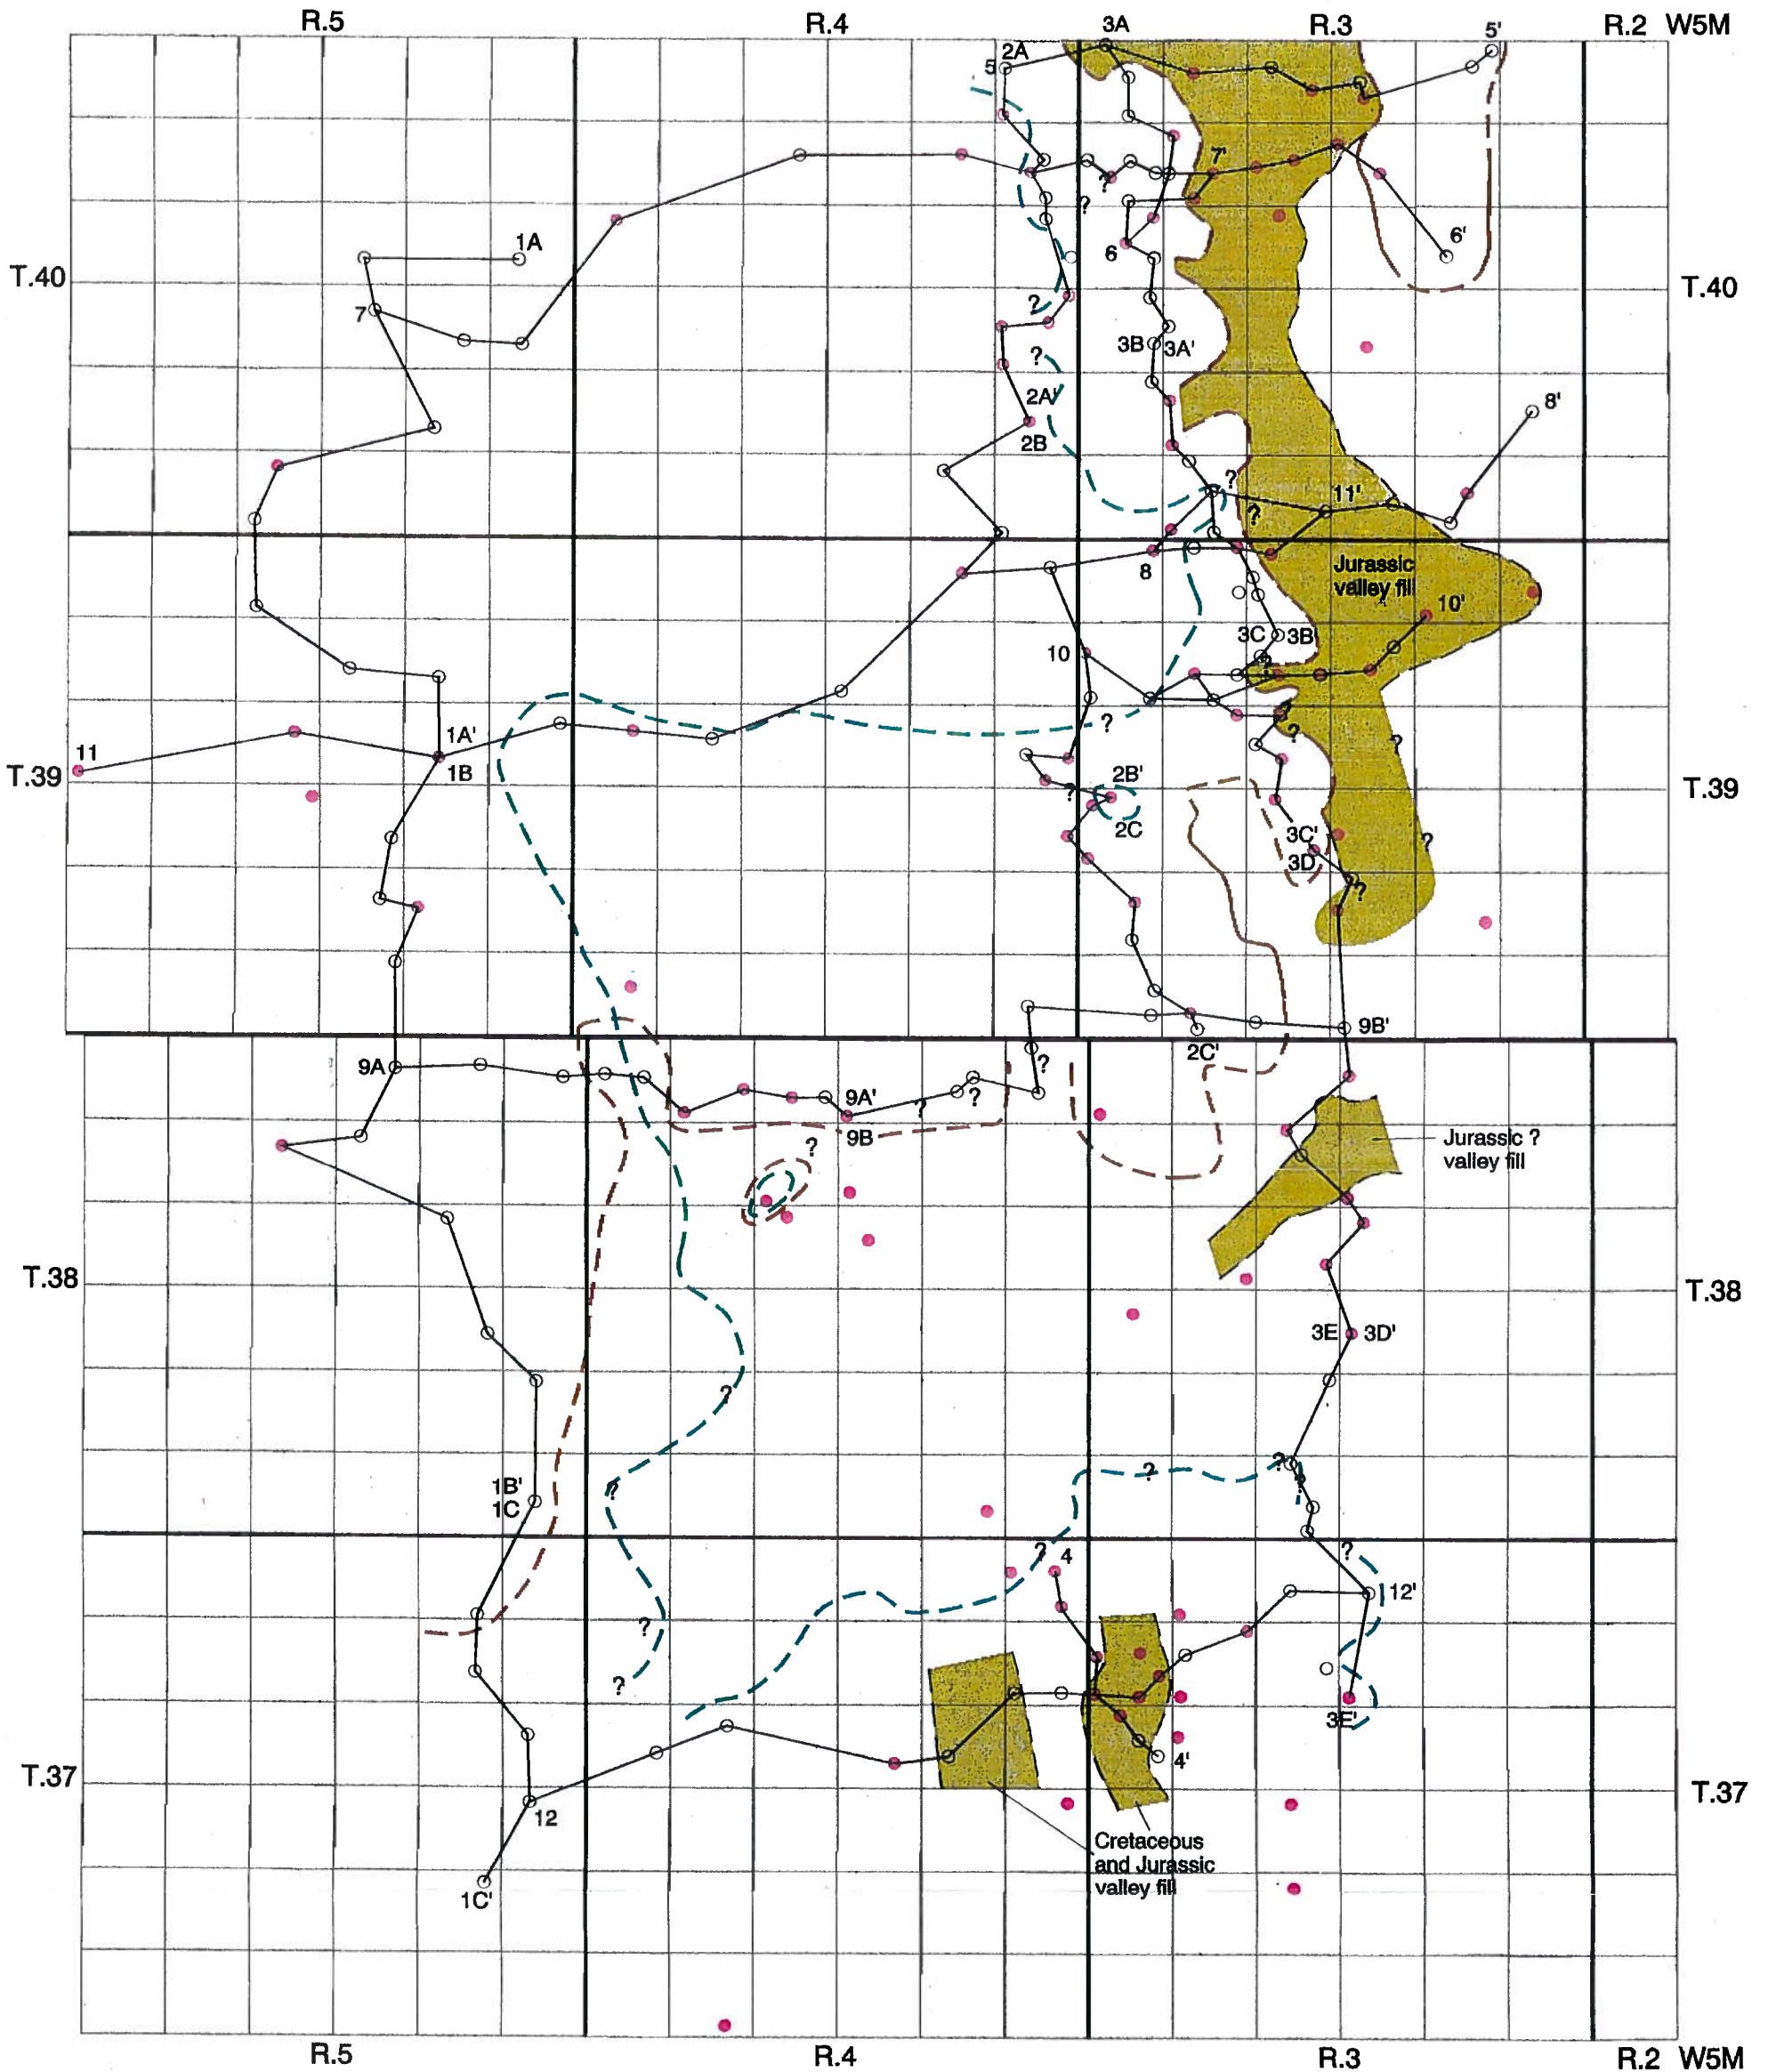 R.5 R.4 3A R.3 R.2 W5M
5'
2A
5
7'
?
?
6'
1A
6
T.40 T.40
?
7
3B 3A'
?
2A'
8'
2B
?
11'
?
8
Jurassic
valley fill
10'
3C 3B'
10
?
?
?
?
?
1A'
11
1B
2B'
T.39 T.39
?
2C
3C'
?
3D
?
9B'
2C'
?
9A
9A'
?
?
9B
?
Jurassic ?
valley fill
T.38 T.38
3E 3D'
?
?
?
?
1B'
?
1C
?
?
4
12'
?
?
3E'
4'
T.37 T.37
12
Cretaceous
and Jurassic
valley fill
1C'
R.5 R.4 R.3 R.2 W5M